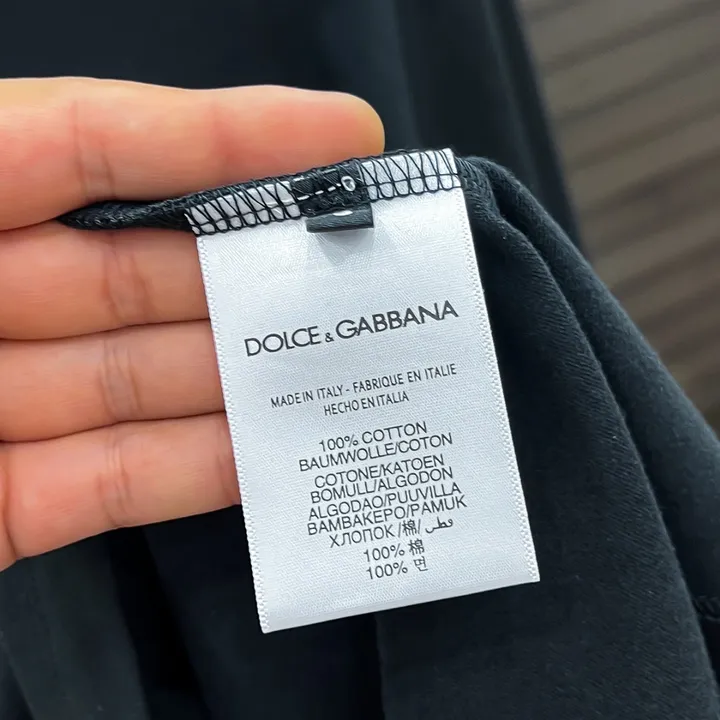 DOLCE & GABBANA
MADE IN ITALY - FABRIQUE EN ITALIE
HECHO EN ITALIA
100% COTTON
BAUMWOLLE/COTON
COTONE/KATOEN
BOMULL/ALGODON
ALGODAO/PUUVILLA
BAMBAKEPO/PAMUK
ХЛОПОК/棉/قطن
100% 棉
100% 면